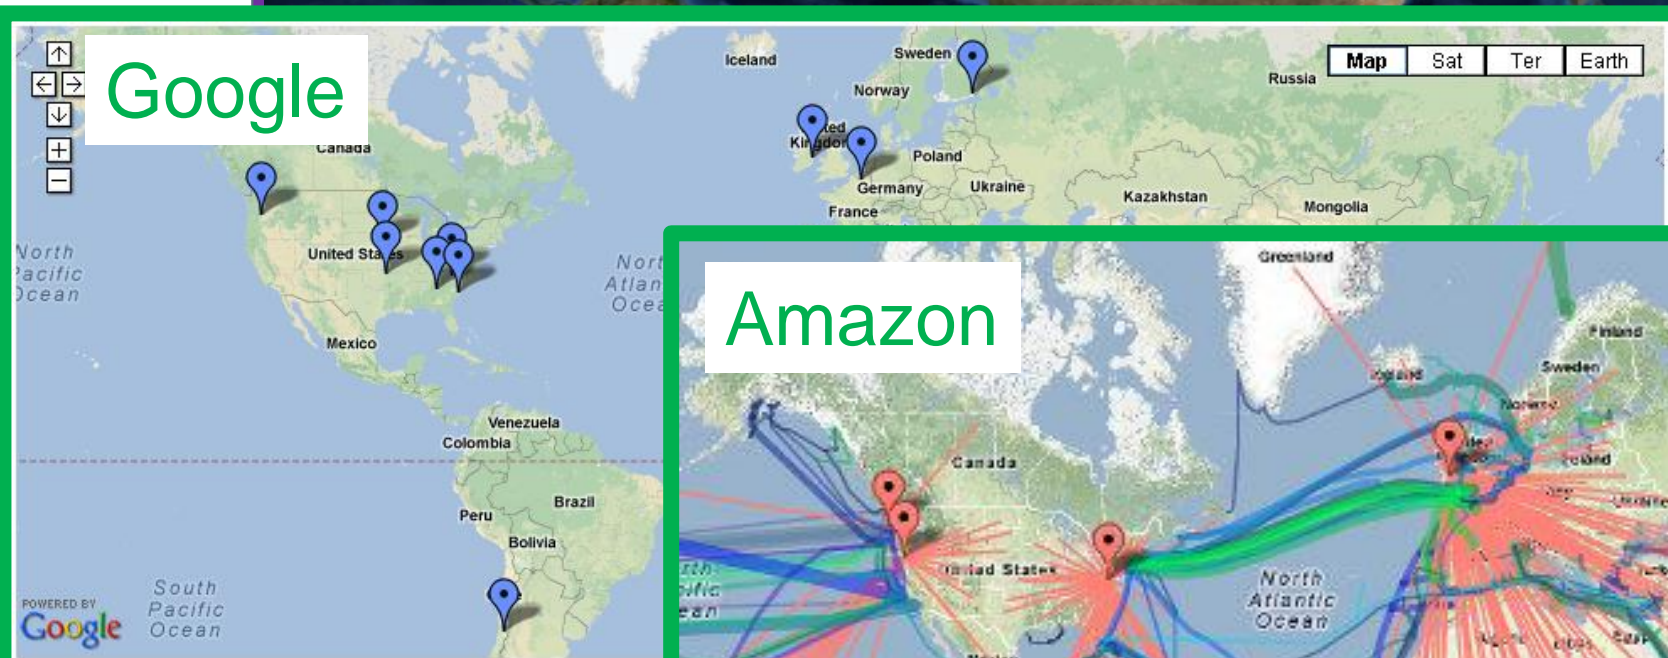 Google
Iceland
Sweden
Norway
Russia
Map Sat Ter Earth
Canada
Poland
Germany
Ukraine
France
Kazakhstan
Mongolia
North
Pacific
Ocean
United States
Mexico
Venezuela
Colombia
Brazil
Peru
Bolivia
South
Pacific
Ocean
POWERED BY
Google
Amazon
Greenland
Finland
Sweden
Canada
North
Atlantic
Ocean